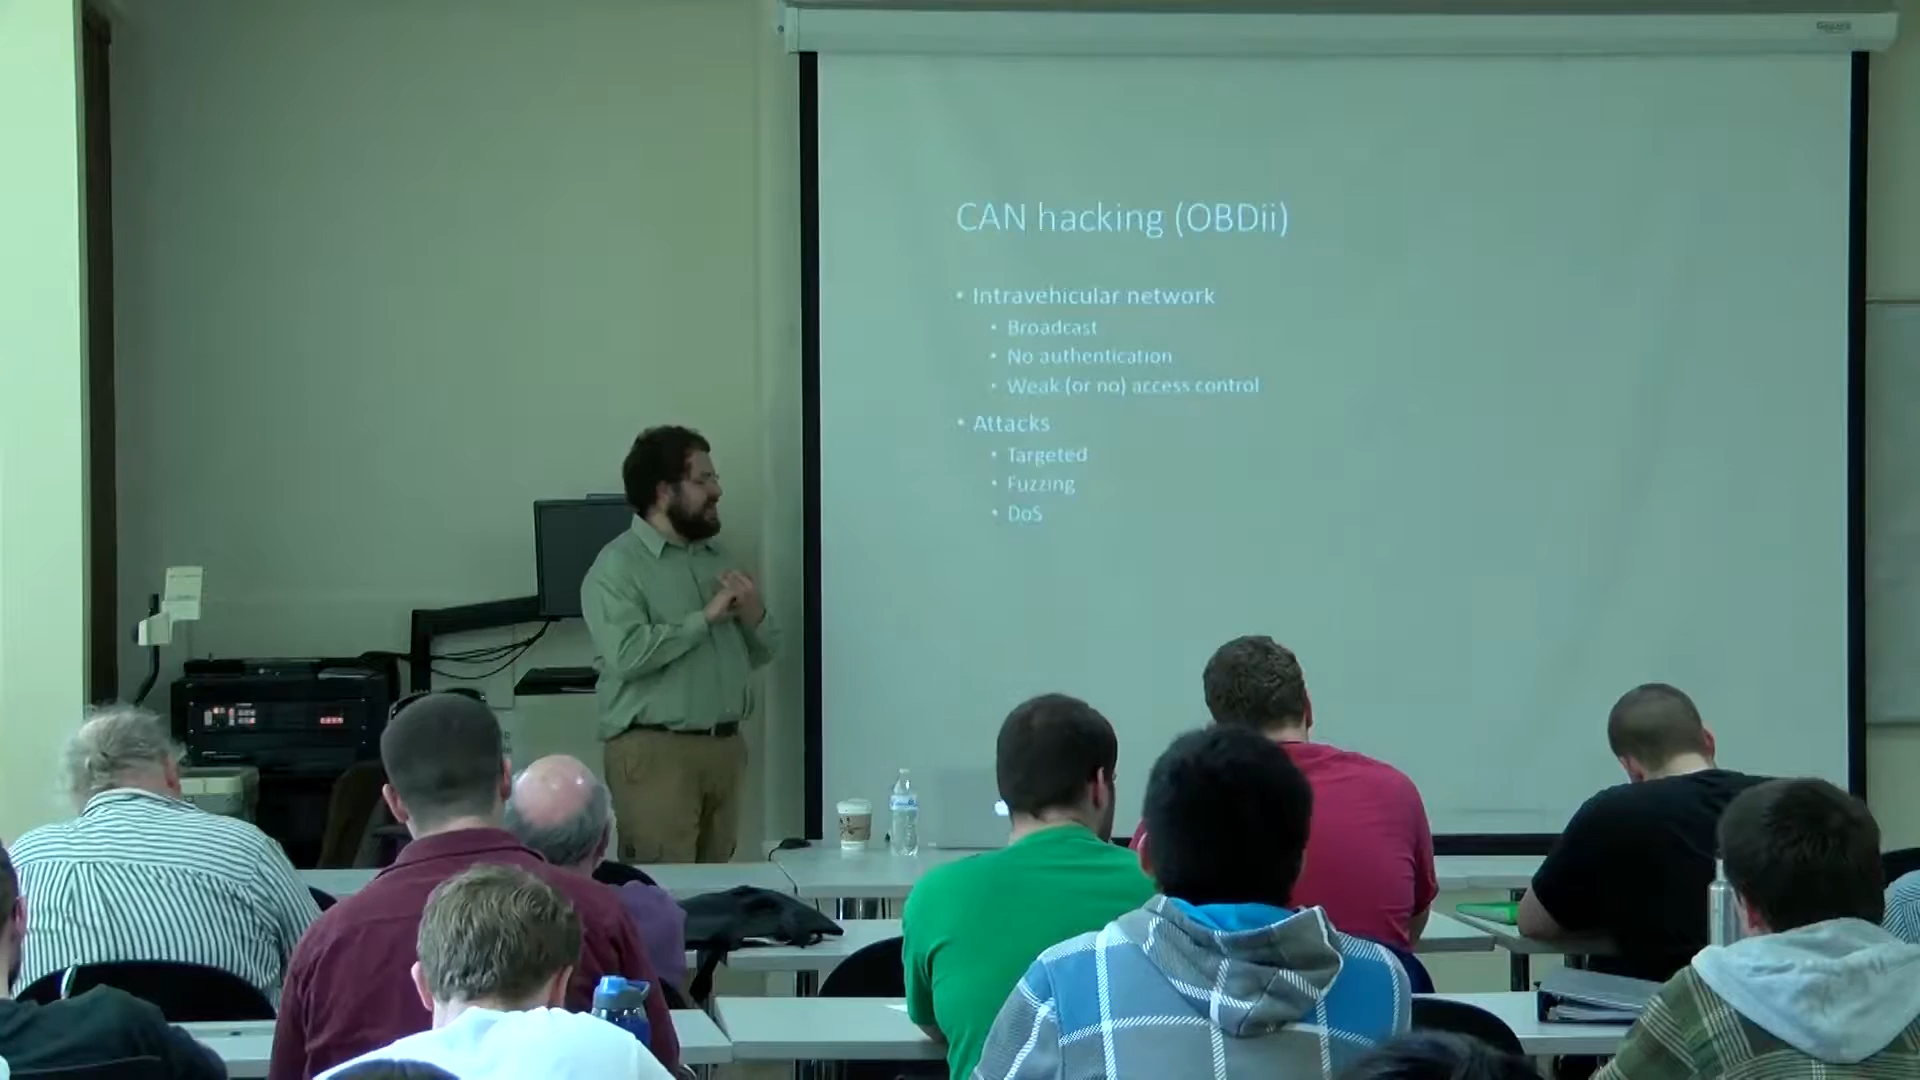 CAN hacking (OBDii)
• Intravehicular network
• Broadcast
• No authentication
• Weak (or no) access control
• Attacks
• Targeted
• Fuzzing
• DoS